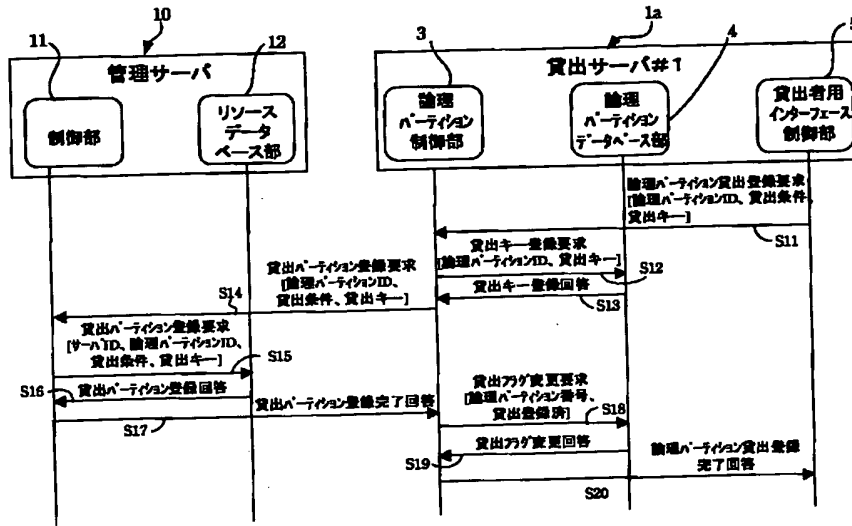 10
11
12
管理サーバ
制御部
リソース
データ
ベース部
1a
3
4
5
貸出サーバ#1
論理
パーティション
制御部
論理
パーティション
データベース部
貸出者用
インターフェース
制御部
論理パーティション貸出登録要求
[論理パーティションID、貸出条件、
貸出キー]
S11
貸出キー登録要求
[論理パーティションID、貸出キー]
S12
貸出キー登録回答
S13
貸出パーティション登録要求
[論理パーティションID、
貸出条件、貸出キー]
S14
貸出パーティション登録要求
[サーバID、論理パーティションID、
貸出条件、貸出キー]
S15
貸出パーティション登録回答
S16
貸出パーティション登録完了回答
S17
貸出フラグ変更要求
[論理パーティション番号、
貸出登録済]
S18
貸出フラグ変更回答
S19
論理パーティション貸出登録
完了回答
S20